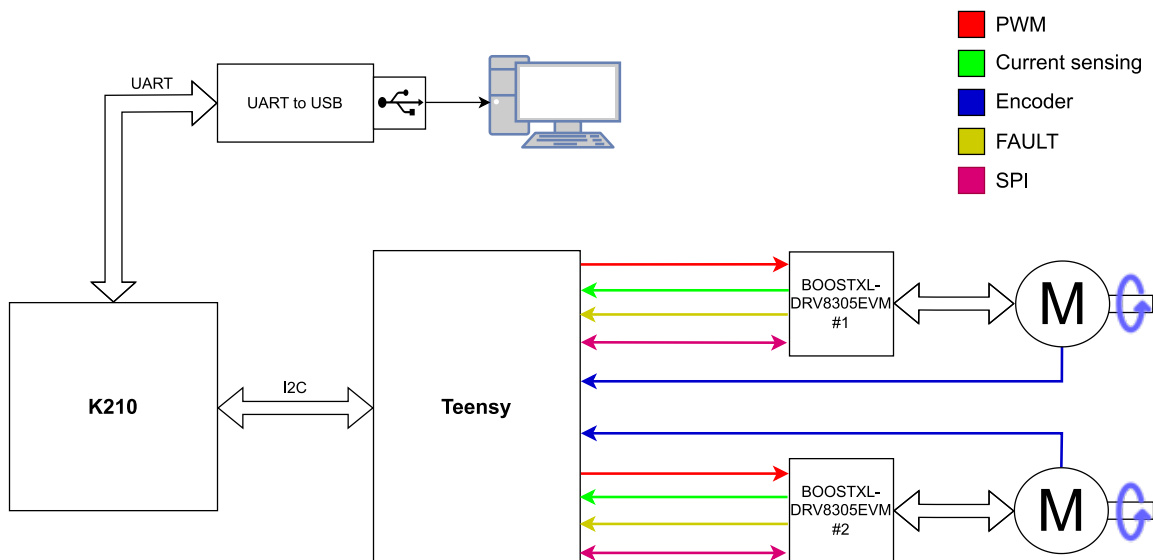 PWM
Current sensing
Encoder
FAULT
SPI
UART
UART to USB
K210
I2C
Teensy
BOOSTXL-
DRV8305EVM
#1
M
BOOSTXL-
DRV8305EVM
#2
M